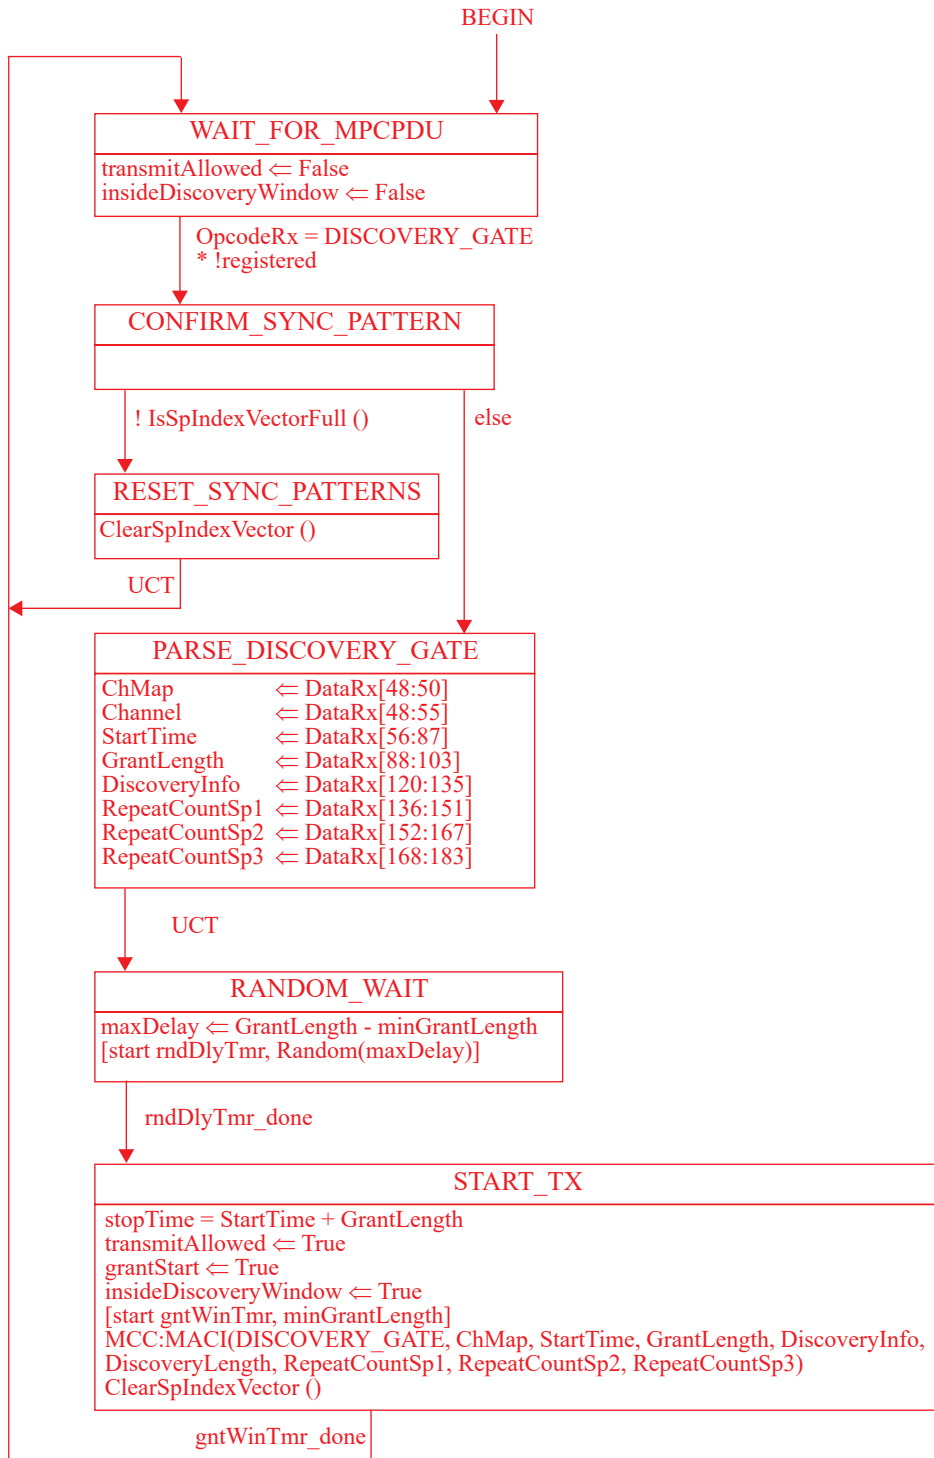 BEGIN
WAIT_FOR_MPCPDU
transmitAllowed ⇐ False
insideDiscoveryWindow ⇐ False
OpcodeRx = DISCOVERY_GATE
* !registered
CONFIRM_SYNC_PATTERN
! IsSpIndexVectorFull ()
else
RESET_SYNC_PATTERNS
ClearSpIndexVector ()
UCT
PARSE_DISCOVERY_GATE
ChMap ⇐ DataRx[48:50]
Channel ⇐ DataRx[48:55]
StartTime ⇐ DataRx[56:87]
GrantLength ⇐ DataRx[88:103]
DiscoveryInfo ⇐ DataRx[120:135]
RepeatCountSp1 ⇐ DataRx[136:151]
RepeatCountSp2 ⇐ DataRx[152:167]
RepeatCountSp3 ⇐ DataRx[168:183]
UCT
RANDOM_WAIT
maxDelay ⇐ GrantLength - minGrantLength
[start rndDlyTmr, Random(maxDelay)]
rndDlyTmr_done
START_TX
stopTime = StartTime + GrantLength
transmitAllowed ⇐ True
grantStart ⇐ True
insideDiscoveryWindow ⇐ True
[start gntWinTmr, minGrantLength]
MCC:MACI(DISCOVERY_GATE, ChMap, StartTime, GrantLength, DiscoveryInfo,
DiscoveryLength, RepeatCountSp1, RepeatCountSp2, RepeatCountSp3)
ClearSpIndexVector ()
gntWinTmr_done